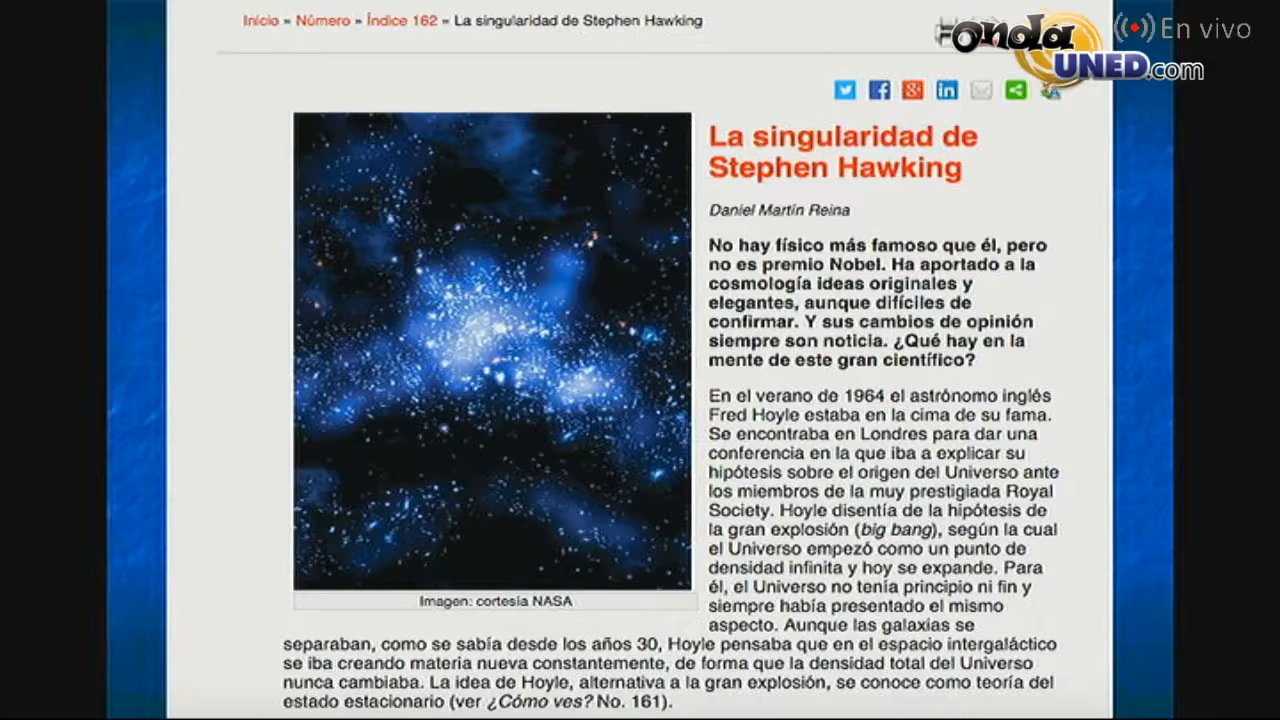 Inicio » Número » Índice 162 » La singularidad de Stephen Hawking
onda
UNED.com
En vivo
La singularidad de
Stephen Hawking
Daniel Martín Reina
No hay físico más famoso que él, pero
no es premio Nobel. Ha aportado a la
cosmología ideas originales y
elegantes, aunque difíciles de
confirmar. Y sus cambios de opinión
siempre son noticia. ¿Qué hay en la
mente de este gran científico?
En el verano de 1964 el astrónomo inglés
Fred Hoyle estaba en la cima de su fama.
Se encontraba en Londres para dar una
conferencia en la que iba a explicar su
hipótesis sobre el origen del Universo ante
los miembros de la muy prestigiada Royal
Society. Hoyle disentía de la hipótesis de
la gran explosión (big bang), según la cual
el Universo empezó como un punto de
densidad infinita y hoy se expande. Para
él, el Universo no tenía principio ni fin y
siempre había presentado el mismo
aspecto. Aunque las galaxias se
separaban, como se sabía desde los años 30, Hoyle pensaba que en el espacio intergaláctico
se iba creando materia nueva constantemente, de forma que la densidad total del Universo
nunca cambiaba. La idea de Hoyle, alternativa a la gran explosión, se conoce como teoría del
estado estacionario (ver ¿Cómo ves? No. 161).
Imagen: cortesía NASA